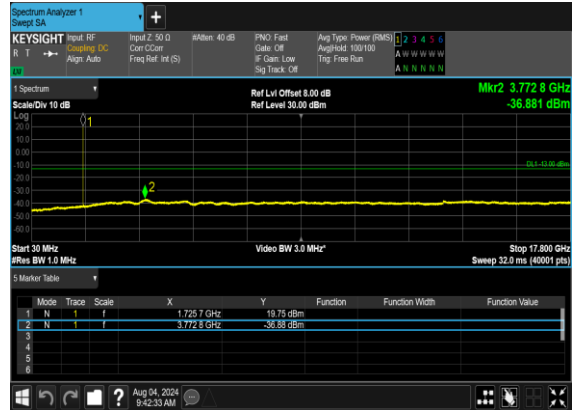 Spectrum Analyzer 1
Swept SA
+
KEYSIGHT Input: RF Input Z: 50 Ω #Atten: 40 dB PNO: Fast Avg Type: Power (RMS) 1 2 3 4 5 6
R T Coupling: DC Corr CCorr Gate: Off Avg|Hold: 100/100 A W W W W W
Align: Auto Freq Ref: Int (S) IF Gain: Low Trig: Free Run
LW Sig Track: Off A N N N N N
1 Spectrum Ref Lvl Offset 8.00 dB Mkr2 3.772 8 GHz
Scale/Div 10 dB Ref Level 30.00 dBm -36.881 dBm
Log
20.0
10.0
0.00
-10.0
-20.0
-30.0
-40.0
-50.0
-60.0
1
2
DL1 -13.00 dBm
Start 30 MHz Video BW 3.0 MHz* Stop 17.800 GHz
#Res BW 1.0 MHz Sweep 32.0 ms (40001 pts)
5 Marker Table
Mode Trace Scale X Y Function Function Width Function Value
1 N 1 f 1.725 7 GHz 19.75 dBm
2 N 1 f 3.772 8 GHz -36.88 dBm
3
4
5
6
? Aug 04, 2024
9:42:33 AM